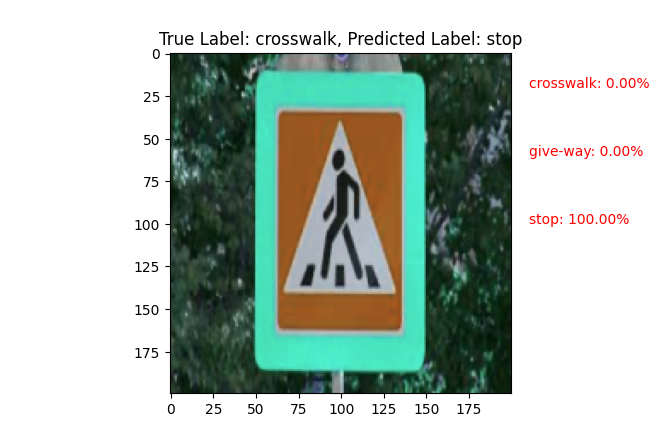 True Label: crosswalk, Predicted Label: stop
crosswalk: 0.00%
give-way: 0.00%
stop: 100.00%
0
25
50
75
100
125
150
175
0 25 50 75 100 125 150 175